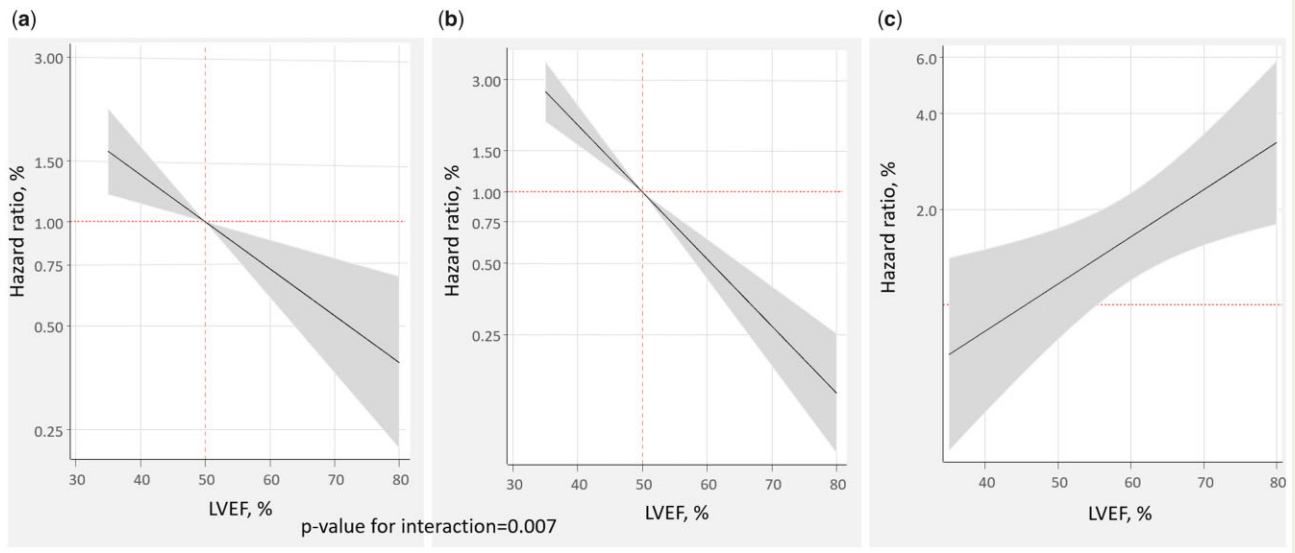 (a)
3.00
1.50
1.00
0.75
0.50
0.25
Hazard ratio, %
30 40 50 60 70 80
LVEF, %
(b)
3.00
1.50
1.00
0.75
0.50
0.25
Hazard ratio, %
30 40 50 60 70 80
LVEF, %
(c)
6.0
4.0
2.0
Hazard ratio, %
40 50 60 70 80
LVEF, %
p-value for interaction=0.007